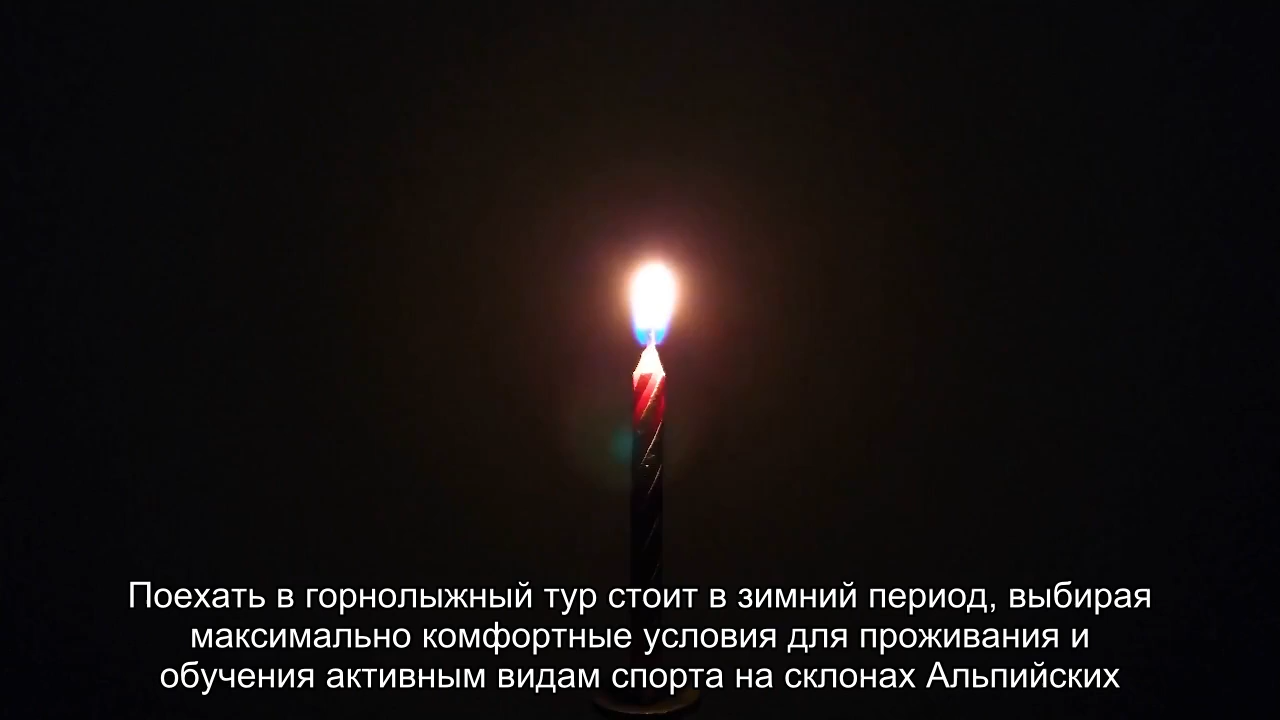 Поехать в горнолыжный тур стоит в зимний период, выбирая
максимально комфортные условия для проживания и
обучения активным видам спорта на склонах Альпийских